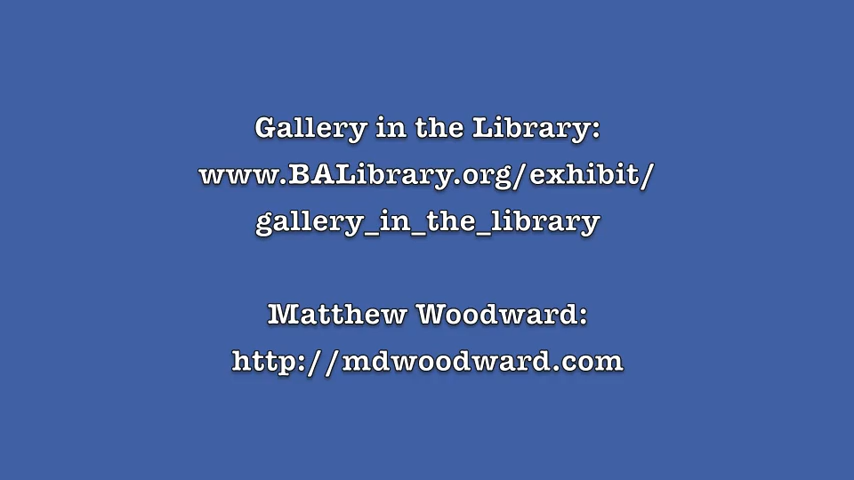 Gallery in the Library:
www.BALibrary.org/exhibit/
gallery_in_the_library
Matthew Woodward:
http://mdwoodward.com